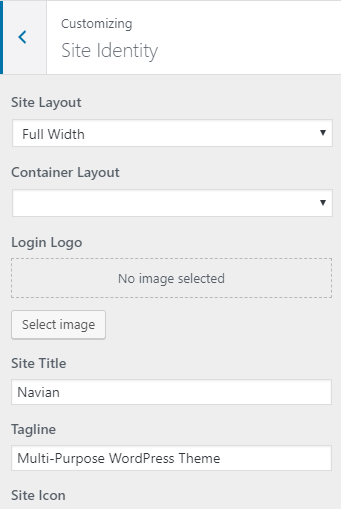 Customizing
Site Identity
Site Layout
Full Width
Container Layout
Login Logo
No image selected
Select image
Site Title
Navian
Tagline
Multi-Purpose WordPress Theme
Site Icon